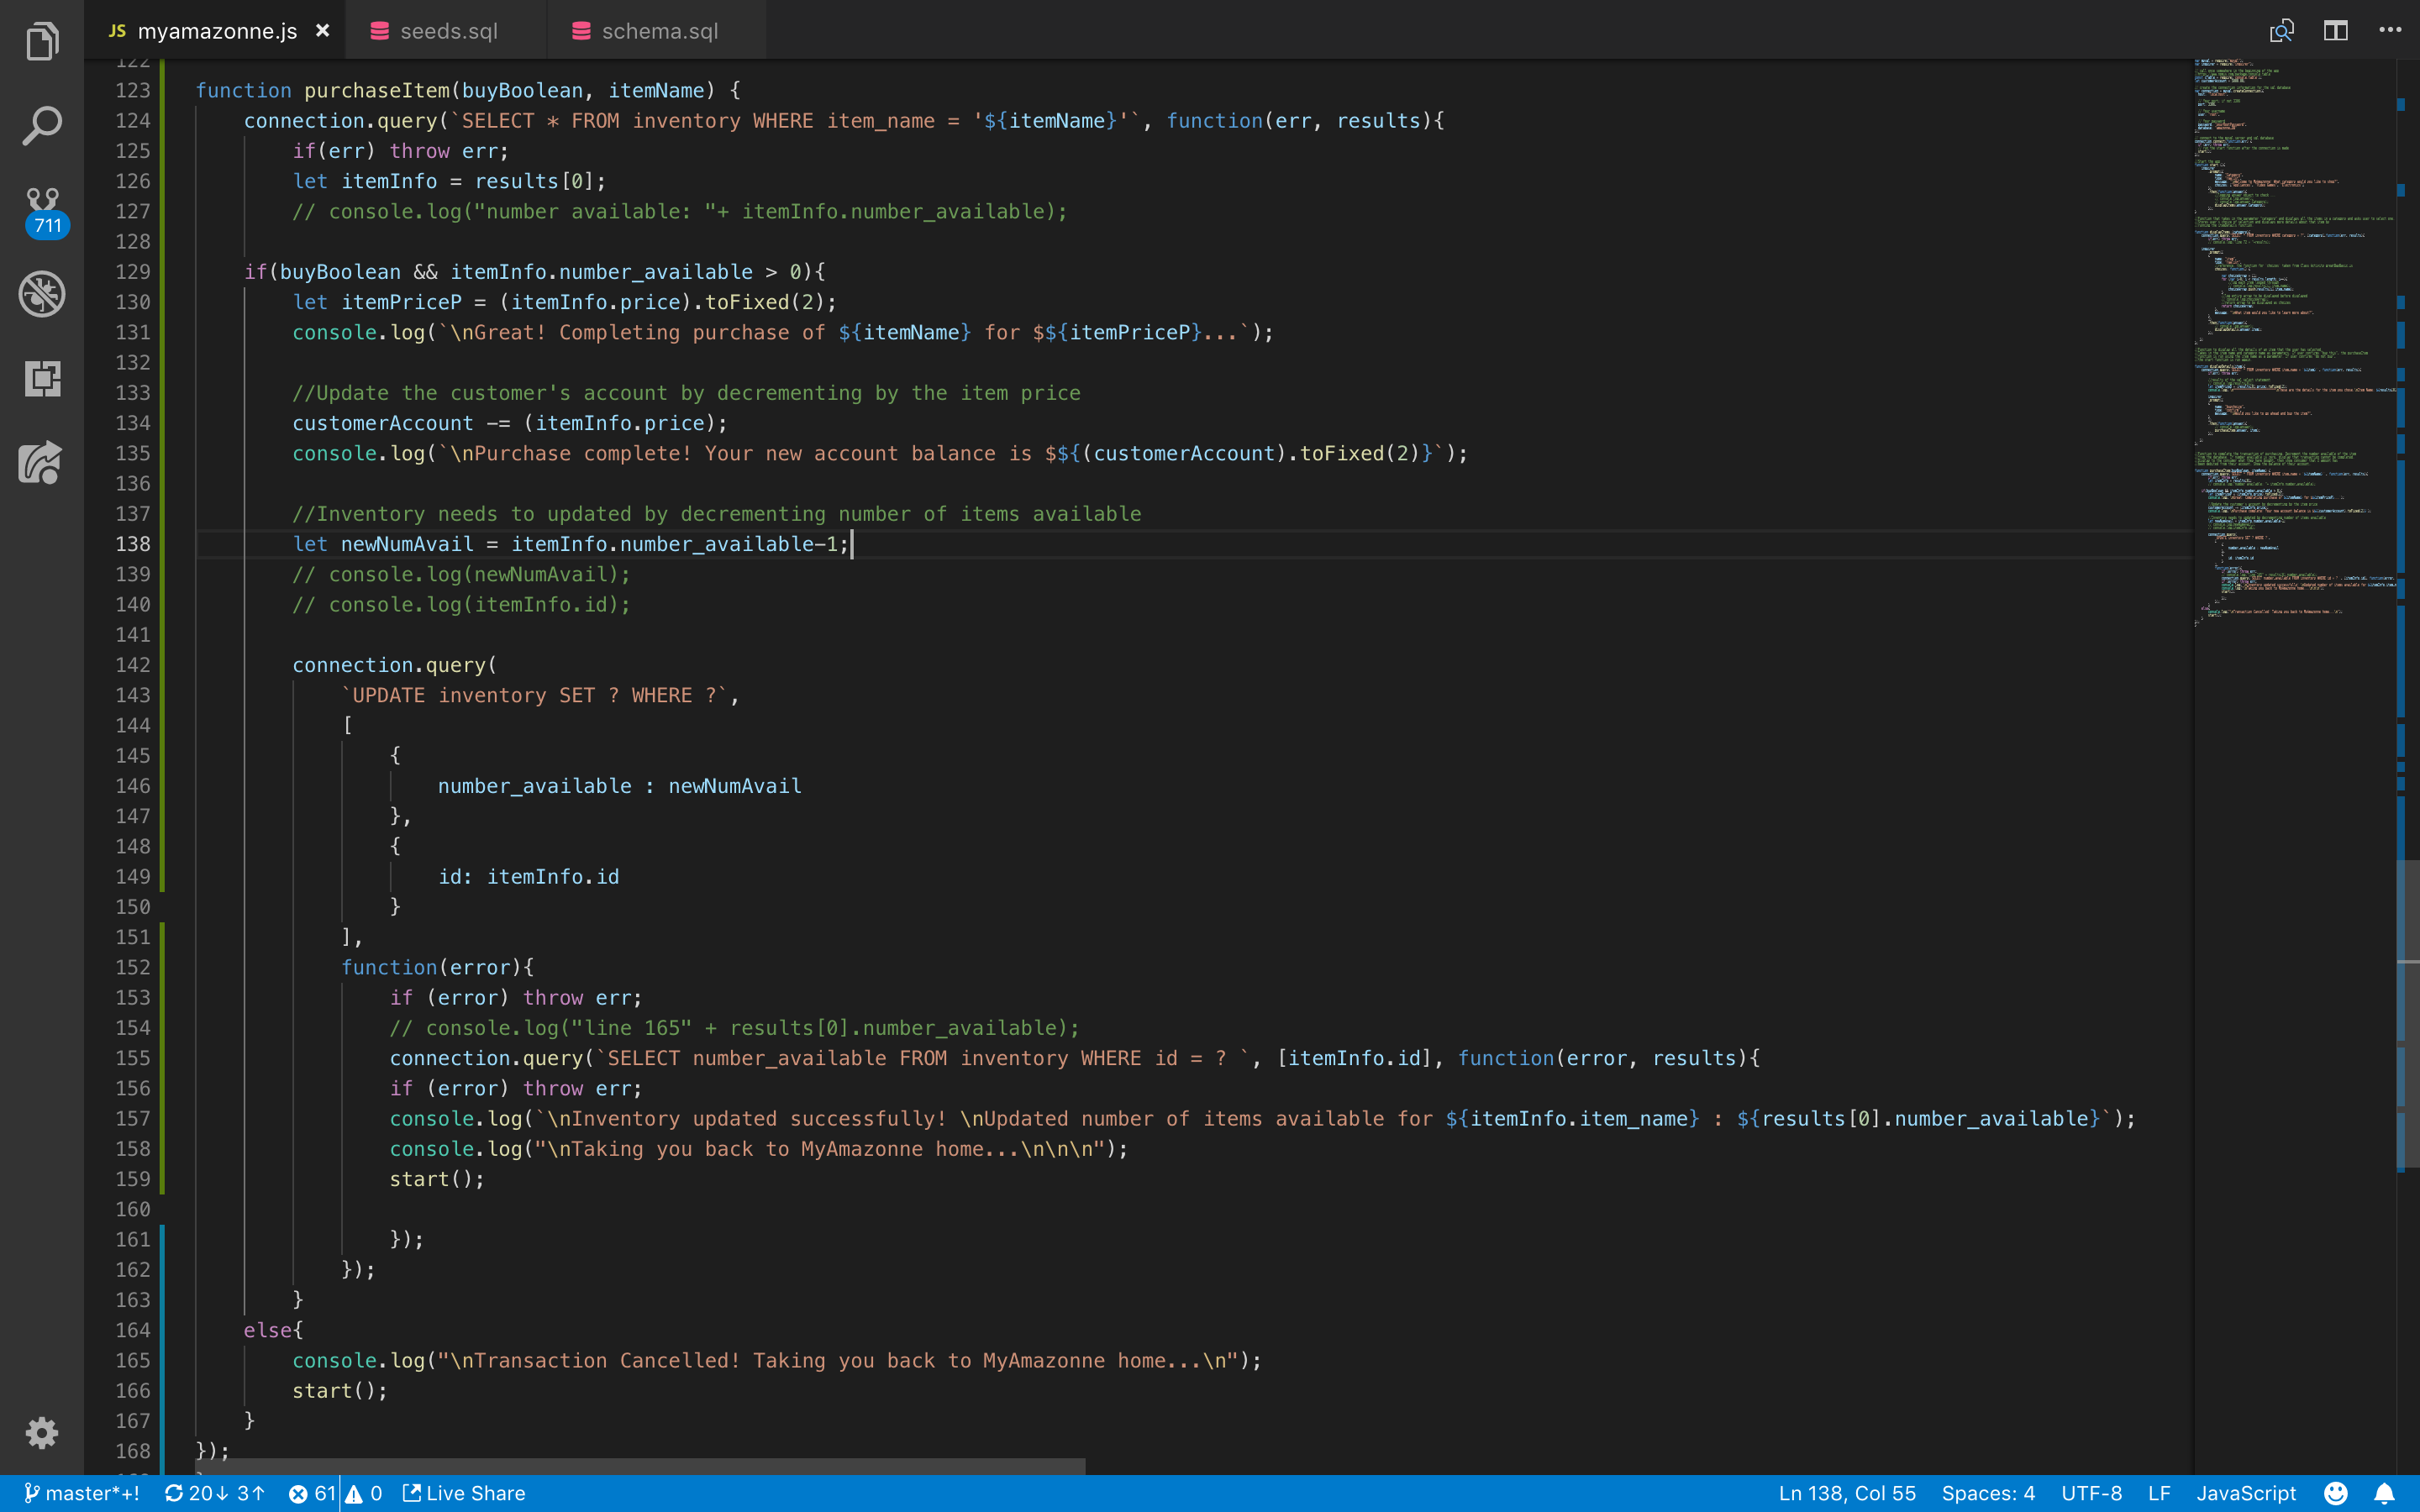 JS myamazonne.js × seeds.sql schema.sql
122
123 function purchaseItem(buyBoolean, itemName) {
124 connection.query(`SELECT * FROM inventory WHERE item_name = '${itemName}'`, function(err, results){
125 if(err) throw err;
126 let itemInfo = results[0];
127 // console.log("number available: "+ itemInfo.number_available);
128
129 if(buyBoolean && itemInfo.number_available > 0){
130 let itemPriceP = (itemInfo.price).toFixed(2);
131 console.log(`\nGreat! Completing purchase of ${itemName} for $${itemPriceP}...`);
132
133 //Update the customer's account by decrementing by the item price
134 customerAccount -= (itemInfo.price);
135 console.log(`\nPurchase complete! Your new account balance is $${(customerAccount).toFixed(2)}`);
136
137 //Inventory needs to updated by decrementing number of items available
138 let newNumAvail = itemInfo.number_available-1;
139 // console.log(newNumAvail);
140 // console.log(itemInfo.id);
141
142 connection.query(
143 `UPDATE inventory SET ? WHERE ?`,
144 [
145 {
146 number_available : newNumAvail
147 },
148 {
149 id: itemInfo.id
150 }
151 ],
152 function(error){
153 if (error) throw err;
154 // console.log("line 165" + results[0].number_available);
155 connection.query(`SELECT number_available FROM inventory WHERE id = ? `, [itemInfo.id], function(error, results){
156 if (error) throw err;
157 console.log(`\nInventory updated successfully! \nUpdated number of items available for ${itemInfo.item_name} : ${results[0].number_available}`);
158 console.log("\nTaking you back to MyAmazonne home...\n\n\n");
159 start();
160
161 });
162 });
163 }
164 else{
165 console.log("\nTransaction Cancelled! Taking you back to MyAmazonne home...\n");
166 start();
167 }
168 });
711
master*+! 20↓ 3↑ 61 0 Live Share Ln 138, Col 55 Spaces: 4 UTF-8 LF JavaScript